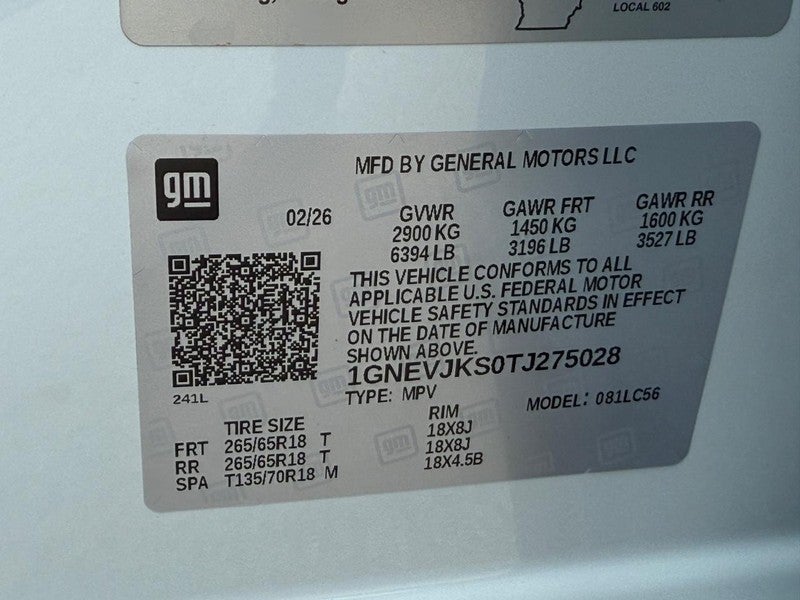 LOCAL 602
gm
MFD BY GENERAL MOTORS LLC
02/26
GVWR GAWR FRT GAWR RR
2900 KG 1450 KG 1600 KG
6394 LB 3196 LB 3527 LB
THIS VEHICLE CONFORMS TO ALL
APPLICABLE U.S. FEDERAL MOTOR
VEHICLE SAFETY STANDARDS IN EFFECT
ON THE DATE OF MANUFACTURE
SHOWN ABOVE.
1GNEVJKS0TJ275028
241L
TYPE: MPV MODEL: 081LC56
TIRE SIZE RIM
FRT 265/65R18 T 18X8J
RR 265/65R18 T 18X8J
SPA T135/70R18 M 18X4.5B